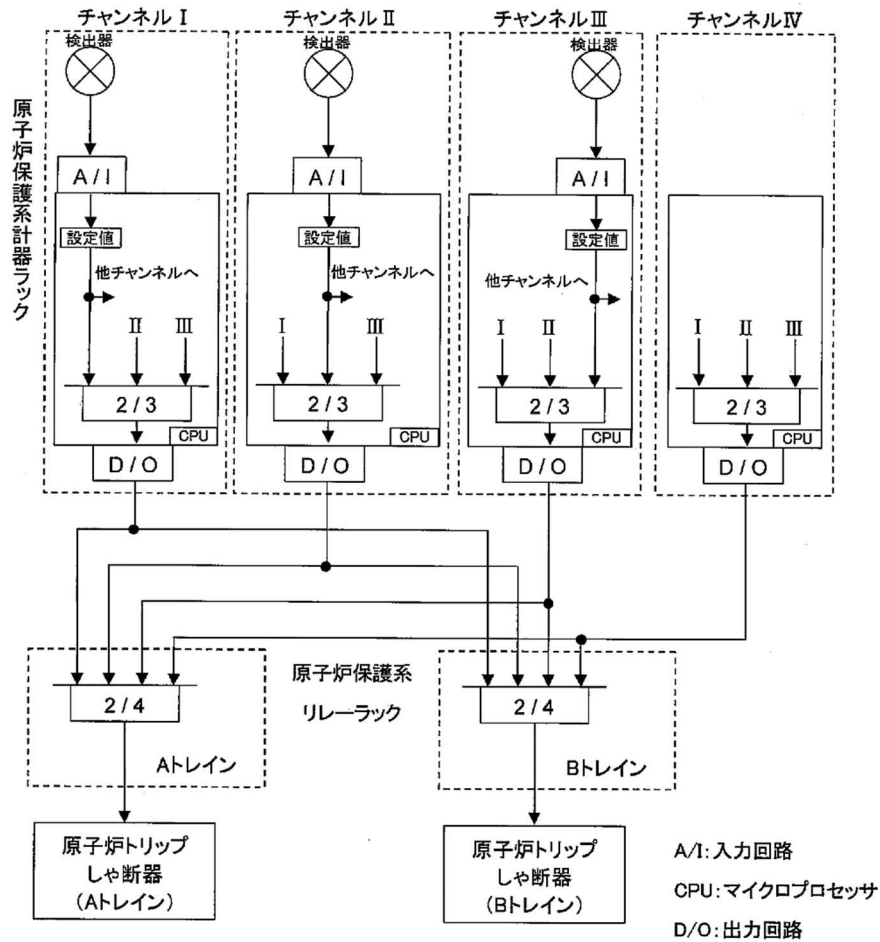 チャンネル Ⅰ
チャンネル Ⅱ
チャンネル Ⅲ
チャンネル Ⅳ
検出器
検出器
検出器
原子炉保護系計器ラック
A / I
A / I
A / I
設定値
設定値
設定値
他チャンネルへ
他チャンネルへ
他チャンネルへ
Ⅱ Ⅲ
Ⅰ Ⅲ
Ⅰ Ⅱ
Ⅰ Ⅱ Ⅲ
2 / 3
2 / 3
2 / 3
2 / 3
CPU
CPU
CPU
CPU
D / O
D / O
D / O
D / O
原子炉保護系
リレーラック
2 / 4
2 / 4
Aトレイン
Bトレイン
原子炉トリップ
しゃ断器
(Aトレイン)
原子炉トリップ
しゃ断器
(Bトレイン)
A/I:入力回路
CPU:マイクロプロセッサ
D/O:出力回路